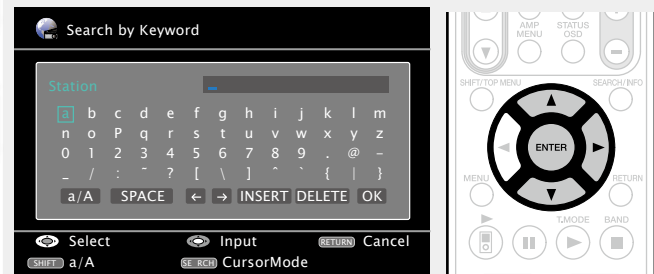 Search by Keyword
Station _
a b c d e f g h i j k l m
n o P q r s t u v w x y z
0 1 2 3 4 5 6 7 8 9 . @ –
_ / : ˜ ? [ \ ] ^ ` { | }
a/A SPACE ← → INSERT DELETE OK
Select Input RETURN Cancel
SHIFT a/A SE RCH CursorMode
AMP MENU STATUS OSD
SHIFT/TOP MENU SEARCH/INFO
ENTER
MENU RETURN
T.MODE BAND